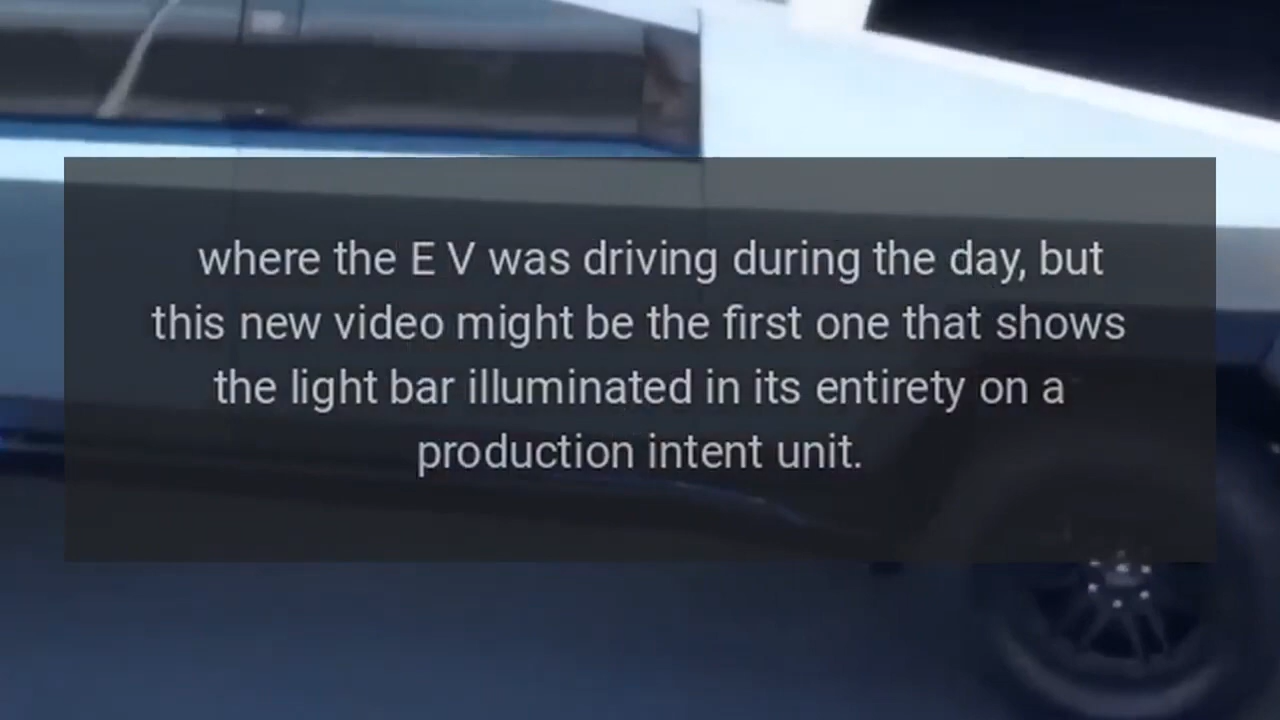 where the E V was driving during the day, but
this new video might be the first one that shows
the light bar illuminated in its entirety on a
production intent unit.